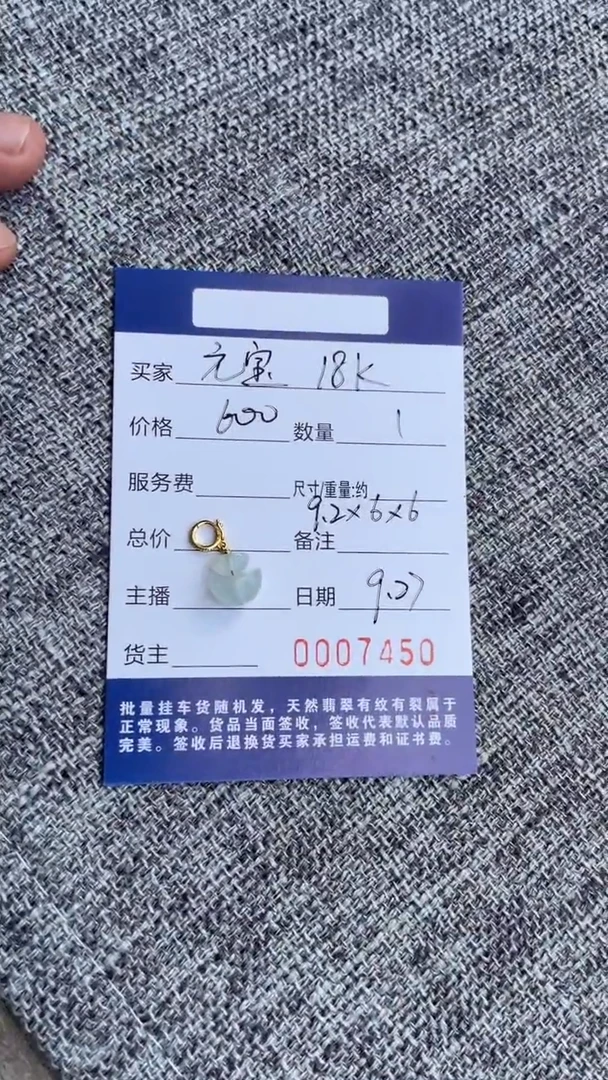 买家 元宝 18K
价格 600 数量 1
服务费 尺寸/重量:约
9.2×6×6
总价 备注
主播 日期 9.27
货主 0007450
批量挂车货随机发，天然翡翠有纹有裂属于
正常现象。货品当面签收，签收代表默认品质
完美。签收后退换货买家承担运费和证书费。